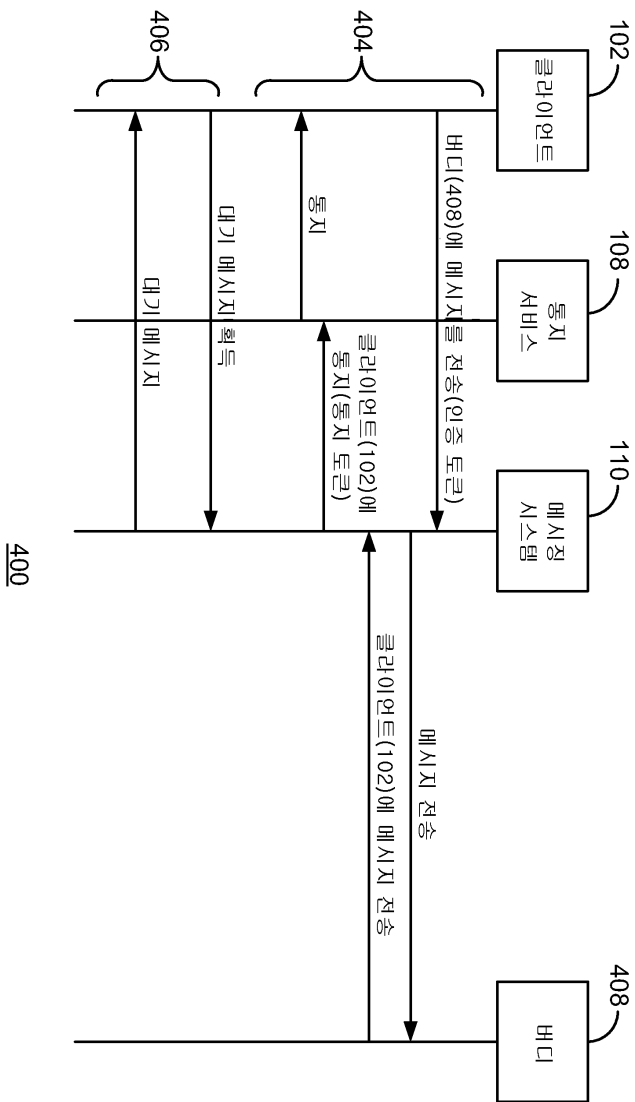 102
클라이언트
108
통지
서비스
110
메시징
시스템
408
버디
404
버디(408)에 메시지를 전송(인증 토큰)
메시지 전송
클라이언트(102)에 메시지 전송
클라이언트(102)에
통지(통지 토큰)
통지
406
대기 메시지 획득
대기 메시지
400